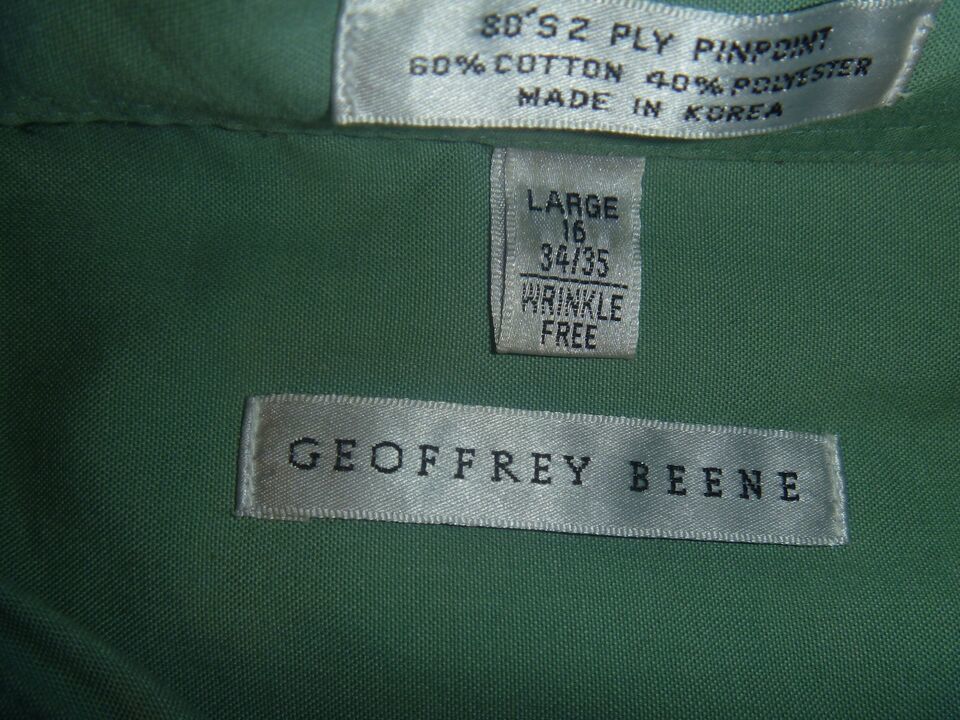 80'S 2 PLY PINPOINT
60% COTTON 40% POLYESTER
MADE IN KOREA
LARGE
16
34/35
WRINKLE
FREE
GEOFFREY BEENE